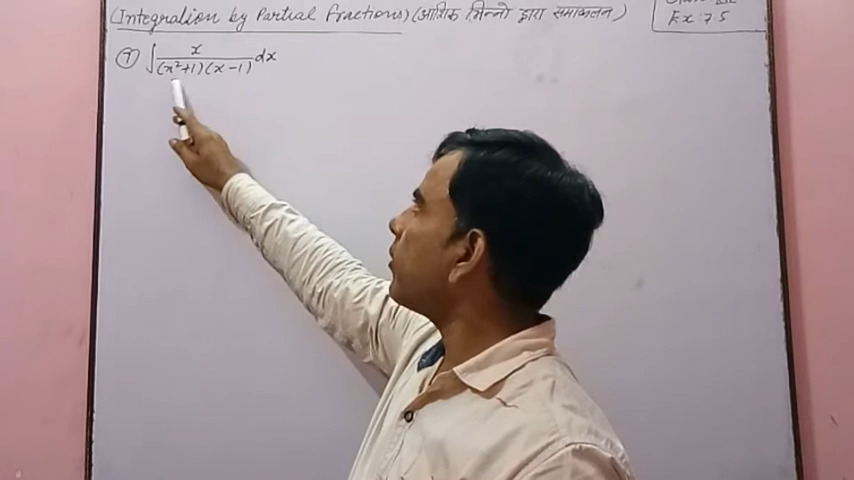 (Integration by Partial fractions) (आंशिक भिन्नो द्वारा समाकलन)
Ex 7.5
⑦ ∫ x/((x²+1)(x-1)) dx